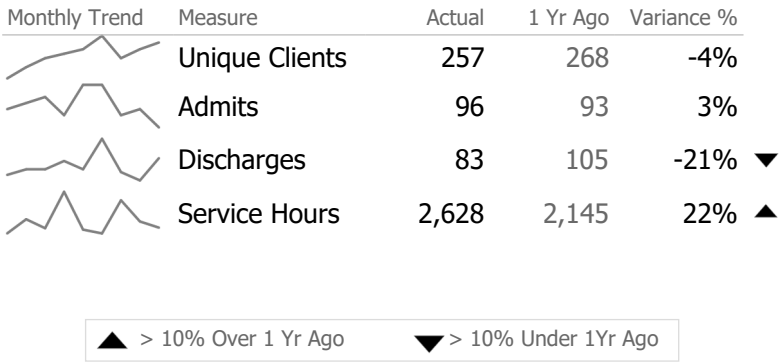 Monthly Trend Measure Actual 1 Yr Ago Variance %
Unique Clients 257 268 -4%
Admits 96 93 3%
Discharges 83 105 -21% ▼
Service Hours 2,628 2,145 22% ▲
▲ > 10% Over 1 Yr Ago ▼ > 10% Under 1Yr Ago